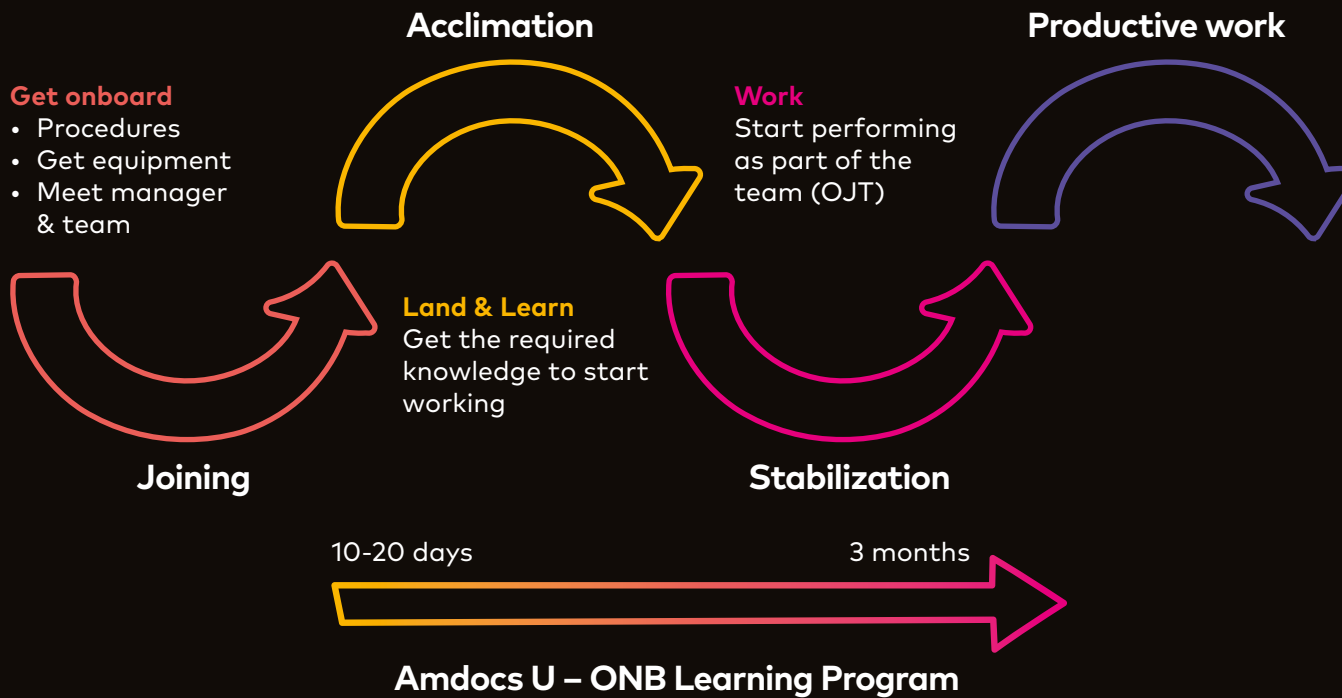 Acclimation
Productive work
Get onboard
• Procedures
• Get equipment
• Meet manager
& team
Work
Start performing
as part of the
team (OJT)
Land & Learn
Get the required
knowledge to start
working
Joining
Stabilization
10-20 days
3 months
Amdocs U – ONB Learning Program